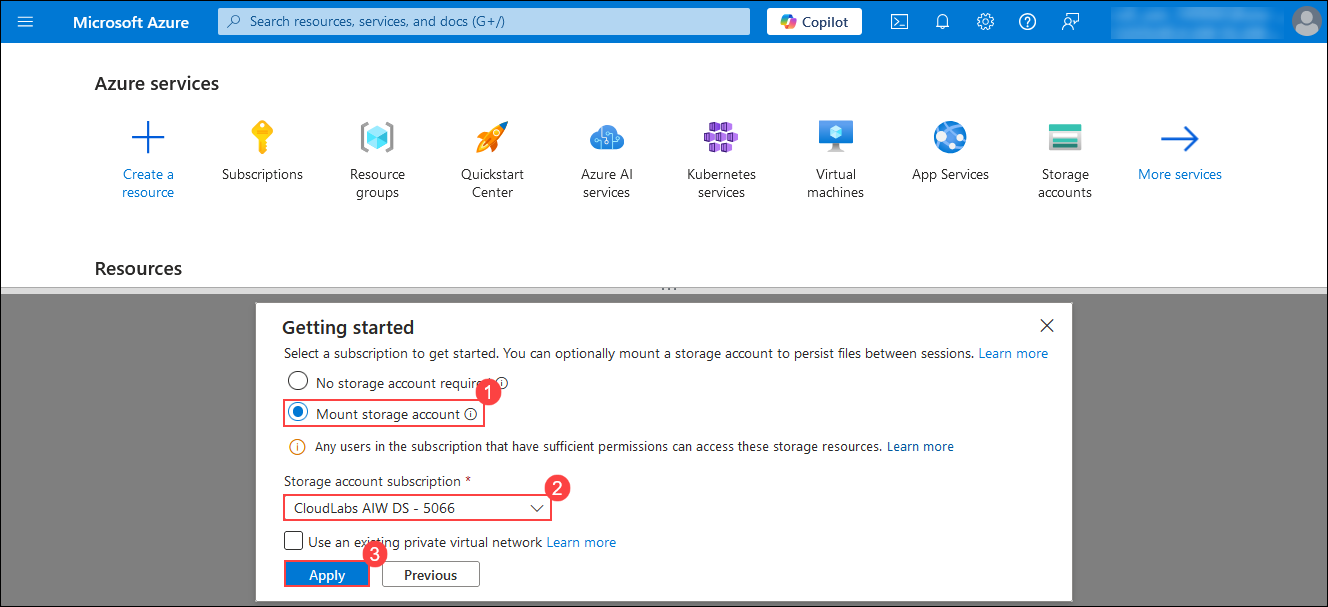 Microsoft Azure
Search resources, services, and docs (G+/)
Copilot
Azure services
Create a
resource
Subscriptions
Resource
groups
Quickstart
Center
Azure AI
services
Kubernetes
services
Virtual
machines
App Services
Storage
accounts
More services
Resources
Getting started
Select a subscription to get started. You can optionally mount a storage account to persist files between sessions. Learn more
No storage account
1
Mount storage account
Any users in the subscription that have sufficient permissions can access these storage resources. Learn more
Storage account subscription *
2
CloudLabs AIW DS - 5066
Use an existing private virtual network Learn more
3
Apply
Previous